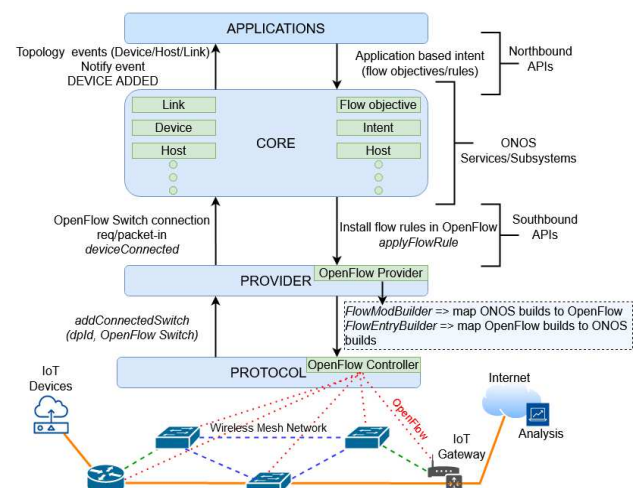 APPLICATIONS
Topology events (Device/Host/Link)
Notify event
DEVICE ADDED
Application based intent
(flow objectives/rules)
Northbound
APIs
Link
Device
Host
CORE
Flow objective
Intent
Host
ONOS
Services/Subsystems
OpenFlow Switch connection
req/packet-in
deviceConnected
Install flow rules in OpenFlow
applyFlowRule
Southbound
APIs
PROVIDER
OpenFlow Provider
addConnectedSwitch
(dpId, OpenFlow Switch)
FlowModBuilder => map ONOS builds to OpenFlow
FlowEntryBuilder => map OpenFlow builds to ONOS
builds
PROTOCOL
OpenFlow Controller
IoT
Devices
Wireless Mesh Network
OpenFlow
IoT
Gateway
Internet
Analysis